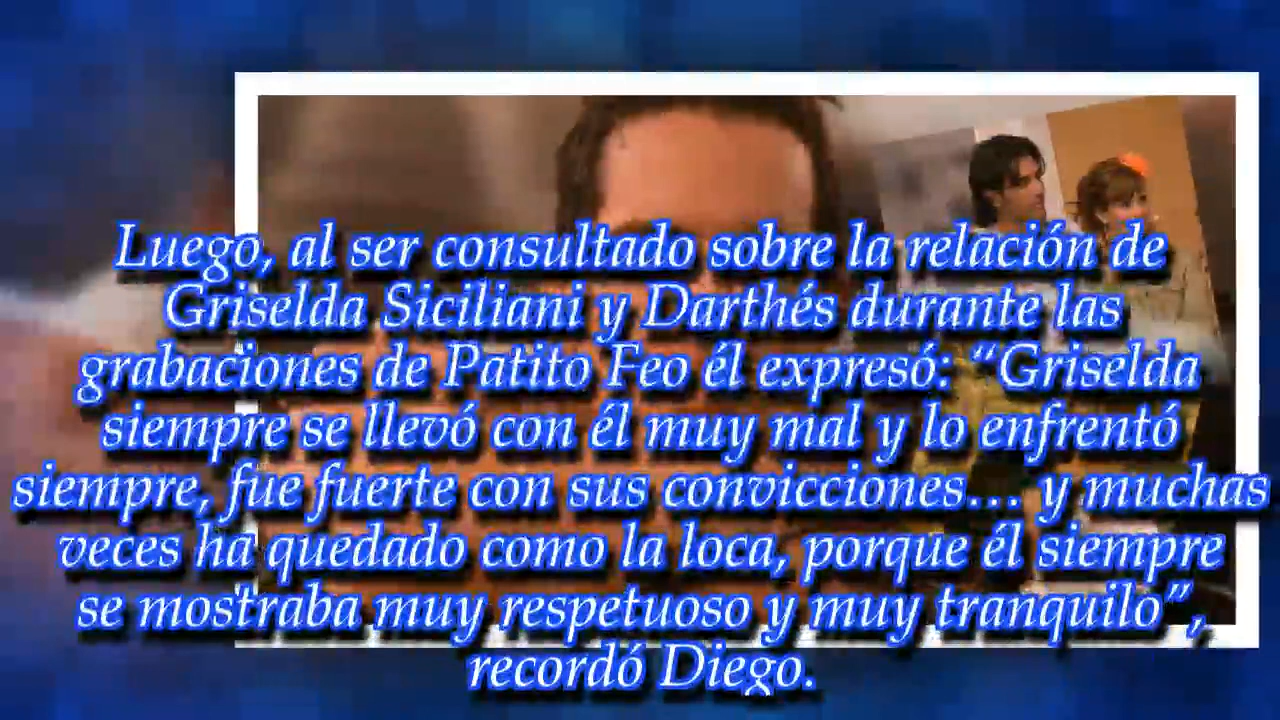 Luego, al ser consultado sobre la relación de
Griselda Siciliani y Darthés durante las
grabaciones de Patito Feo él expresó: “Griselda
siempre se llevó con él muy mal y lo enfrentó
siempre, fue fuerte con sus convicciones… y muchas
veces ha quedado como la loca, porque él siempre
se mostraba muy respetuoso y muy tranquilo”,
recordó Diego.